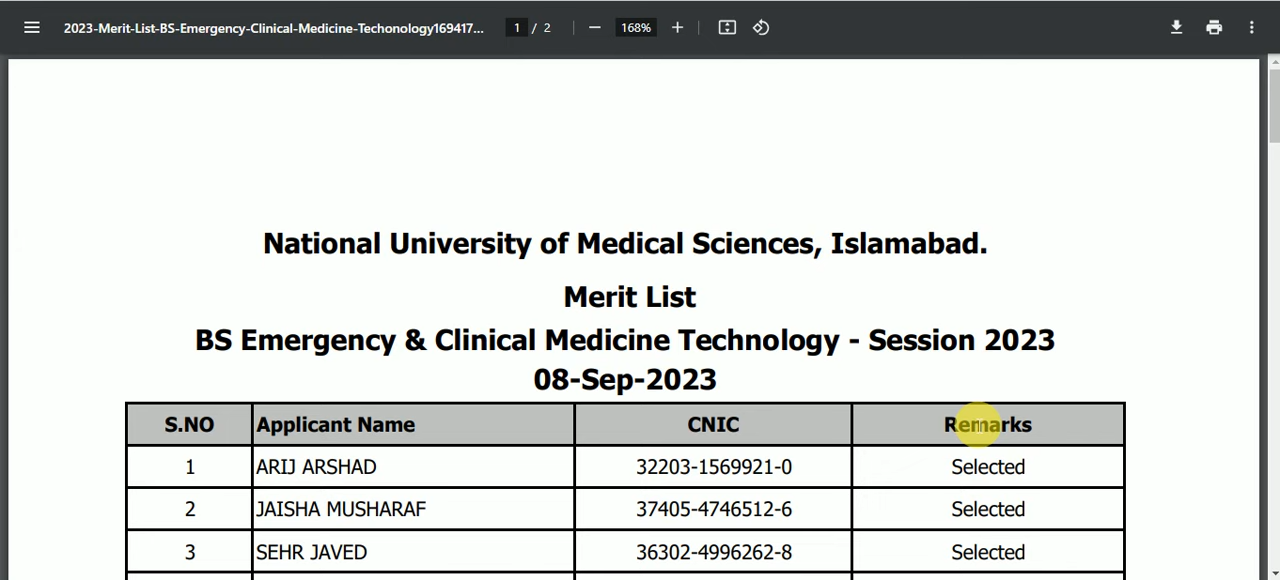 2023-Merit-List-BS-Emergency-Clinical-Medicine-Techonology169417... 1 / 2 168%
National University of Medical Sciences, Islamabad.
Merit List
BS Emergency & Clinical Medicine Technology - Session 2023
08-Sep-2023
S.NO Applicant Name CNIC Remarks
1 ARIJ ARSHAD 32203-1569921-0 Selected
2 JAISHA MUSHARAF 37405-4746512-6 Selected
3 SEHR JAVED 36302-4996262-8 Selected